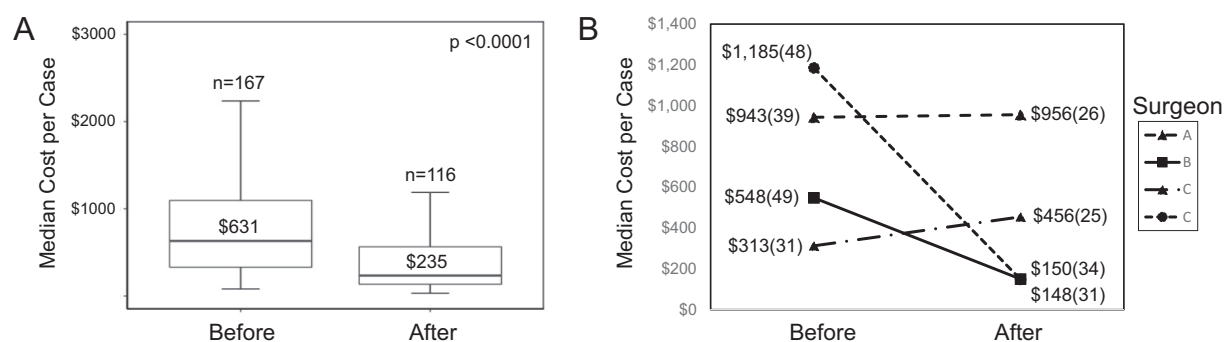 A
Median Cost per Case
$3000
$2000
$1000
p <0.0001
n=167
$631
n=116
$235
Before
After
B
Median Cost per Case
$1,400
$1,200
$1,000
$800
$600
$400
$200
$0
$1,185(48)
$943(39)
$548(49)
$313(31)
$956(26)
$456(25)
$150(34)
$148(31)
Before
After
Surgeon
A
B
C
C